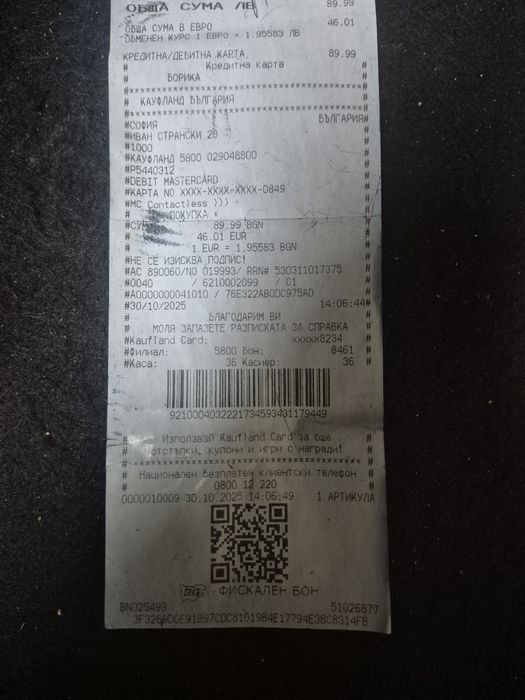 ОБЩА СУМА ЛВ 89.99
ОБЩА СУМА В ЕВРО 46.01
ОБМЕНЕН КУРС 1 ЕВРО = 1.95583 ЛВ
КРЕДИТНА/ДЕБИТНА КАРТА 89.99
# Кредитна карта #
# БОРИКА #
# КАУФЛАНД БЪЛГАРИЯ #
#СОФИЯ БЪЛГАРИЯ#
#ИВАН СТРАНСКИ 20 #
#1000 #
#КАУФЛАНД 5800 029048800 #
#P5440312 #
#DEBIT MASTERCARD #
#КАРТА NO XXXX-XXXX-XXXX-0849 #
#MC Contactless ))) #
ПОКУПКА * #
89.99 BGN #
# 46.01 EUR #
# 1 EUR = 1.95583 BGN #
#НЕ СЕ ИЗИСКВА ПОДПИС! #
#AC 890060/NO 019993/ RRN# 530311017375 #
#0040 / 6210002099 / C1 #
#A0000000041010 / 76E322AB0DC975AD #
#30/10/2025 14:06:44#
# БЛАГОДАРИМ ВИ #
# МОЛЯ ЗАПАЗЕТЕ РАЗПИСКАТА ЗА СПРАВКА #
#Kaufland Card: xxxxx8234 #
#Филиал: 5800 Бон: 8461 #
#Каса: 36 Касиер: 36 #
9210004032221734593431179449
# Използвай Kaufland Card за още #
# отстъпки, купони и игри с награди! #
# Национален безплатен клиентски телефон #
# 0800 12 220 #
0000010009 30.10.2025 14:06:49 1 АРТИКУЛА
BG ФИСКАЛЕН БОН
BN025499 51026877